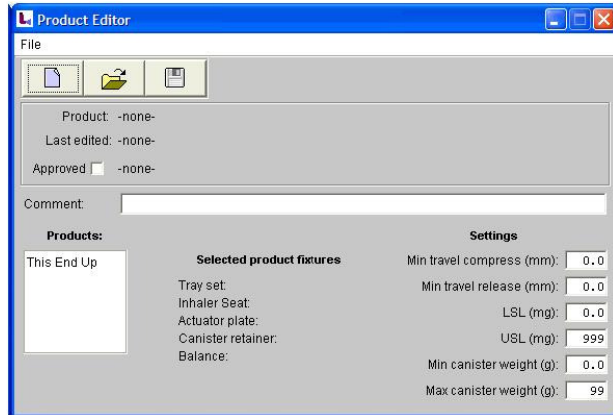 Product Editor
File
Product: -none-
Last edited: -none-
Approved -none-
Comment:
Products:
This End Up
Selected product fixtures
Tray set:
Inhaler Seat:
Actuator plate:
Canister retainer:
Balance:
Settings
Min travel compress (mm): 0.0
Min travel release (mm): 0.0
LSL (mg): 0.0
USL (mg): 999
Min canister weight (g): 0.0
Max canister weight (g): 99